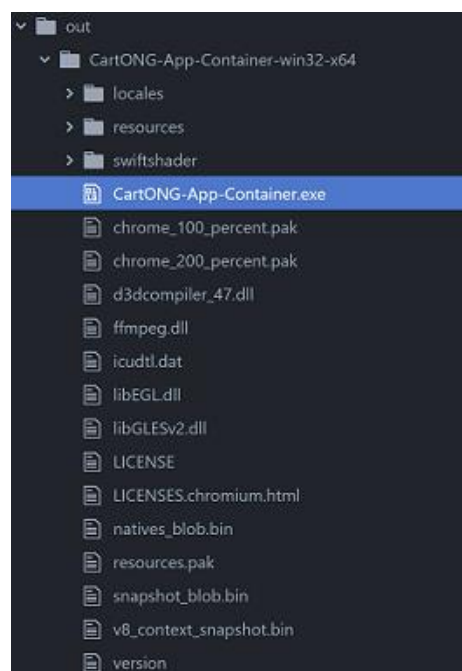 out
CartONG-App-Container-win32-x64
locales
resources
swiftshader
CartONG-App-Container.exe
chrome_100_percent.pak
chrome_200_percent.pak
d3dcompiler_47.dll
ffmpeg.dll
icudtl.dat
libEGL.dll
libGLESv2.dll
LICENSE
LICENSES.chromium.html
natives_blob.bin
resources.pak
snapshot_blob.bin
v8_context_snapshot.bin
version